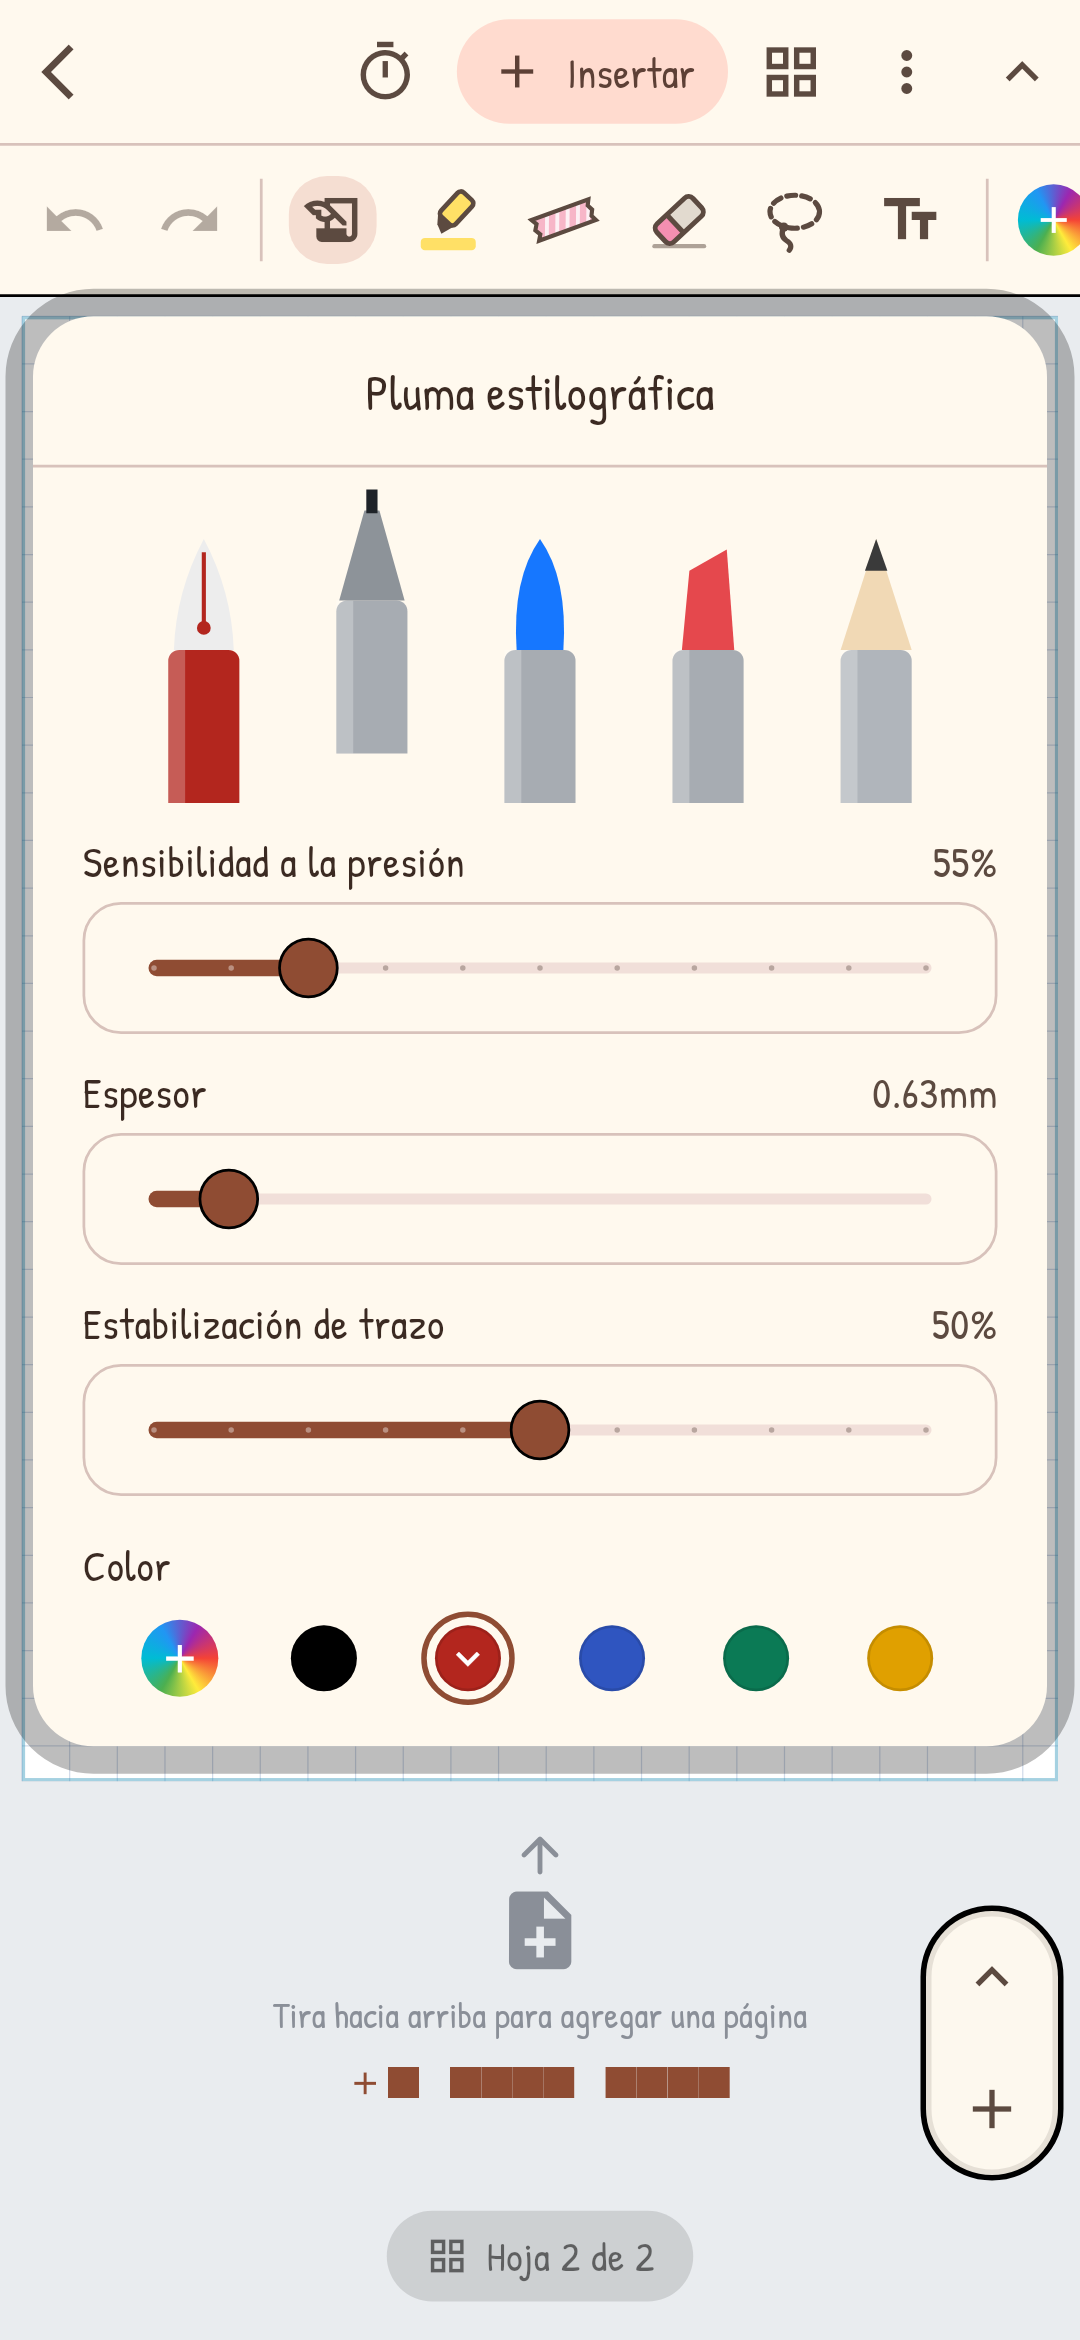 Insertar
Pluma estilográfica
Sensibilidad a la presión 55%
Espesor 0.63mm
Estabilización de trazo 50%
Color
Tira hacia arriba para agregar una página
Hoja 2 de 2